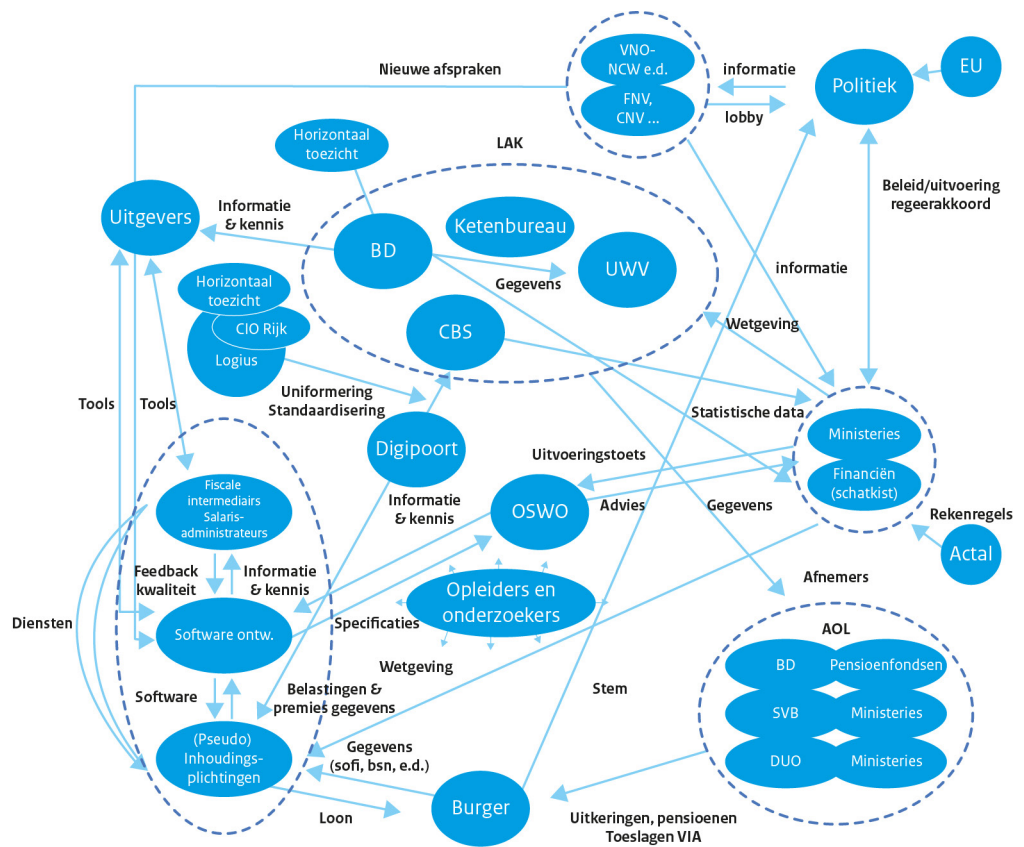 VNO-
NCW e.d.
FNV,
CNV ...
Nieuwe afspraken
informatie
lobby
Politiek
EU
Horizontaal
toezicht
LAK
Beleid/uitvoering
regeerakkoord
Uitgevers
Informatie
& kennis
BD
Ketenbureau
UWV
Gegevens
informatie
Horizontaal
toezicht
CIO Rijk
Logius
CBS
Wetgeving
Uniformering
Standaardisering
Tools
Tools
Statistische data
Ministeries
Financiën
(schatkist)
Digipoort
Uitvoeringstoets
Informatie
& kennis
OSWO
Advies
Gegevens
Rekenregels
Actal
Fiscale
intermediairs
Salaris-
administrateurs
Feedback
kwaliteit
Informatie
& kennis
Opleiders en
onderzoekers
Afnemers
Diensten
Software ontw.
Specificaties
AOL
BD
Pensioenfondsen
SVB
Ministeries
DUO
Ministeries
Wetgeving
Stem
Software
Belastingen &
premies gegevens
(Pseudo)
Inhoudings-
plichtingen
Gegevens
(sofi, bsn, e.d.)
Loon
Burger
Uitkeringen, pensioenen
Toeslagen VIA